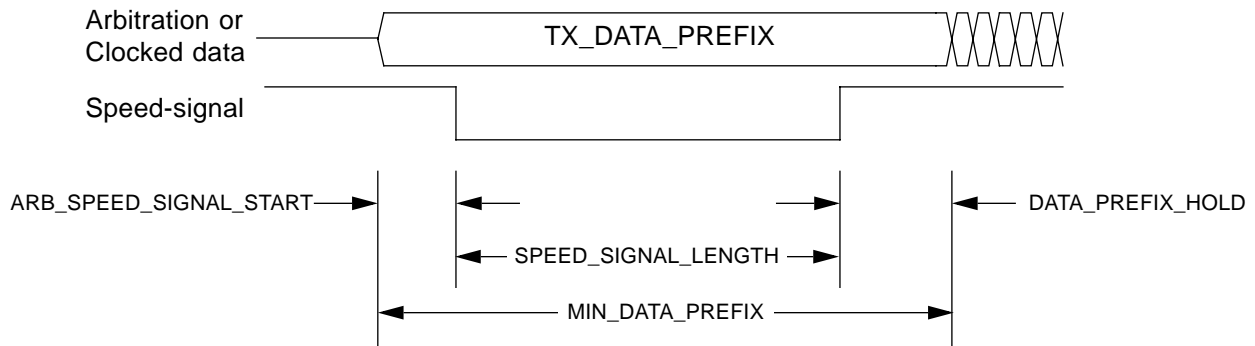 Arbitration or
Clocked data
TX_DATA_PREFIX
Speed-signal
ARB_SPEED_SIGNAL_START
DATA_PREFIX_HOLD
SPEED_SIGNAL_LENGTH
MIN_DATA_PREFIX